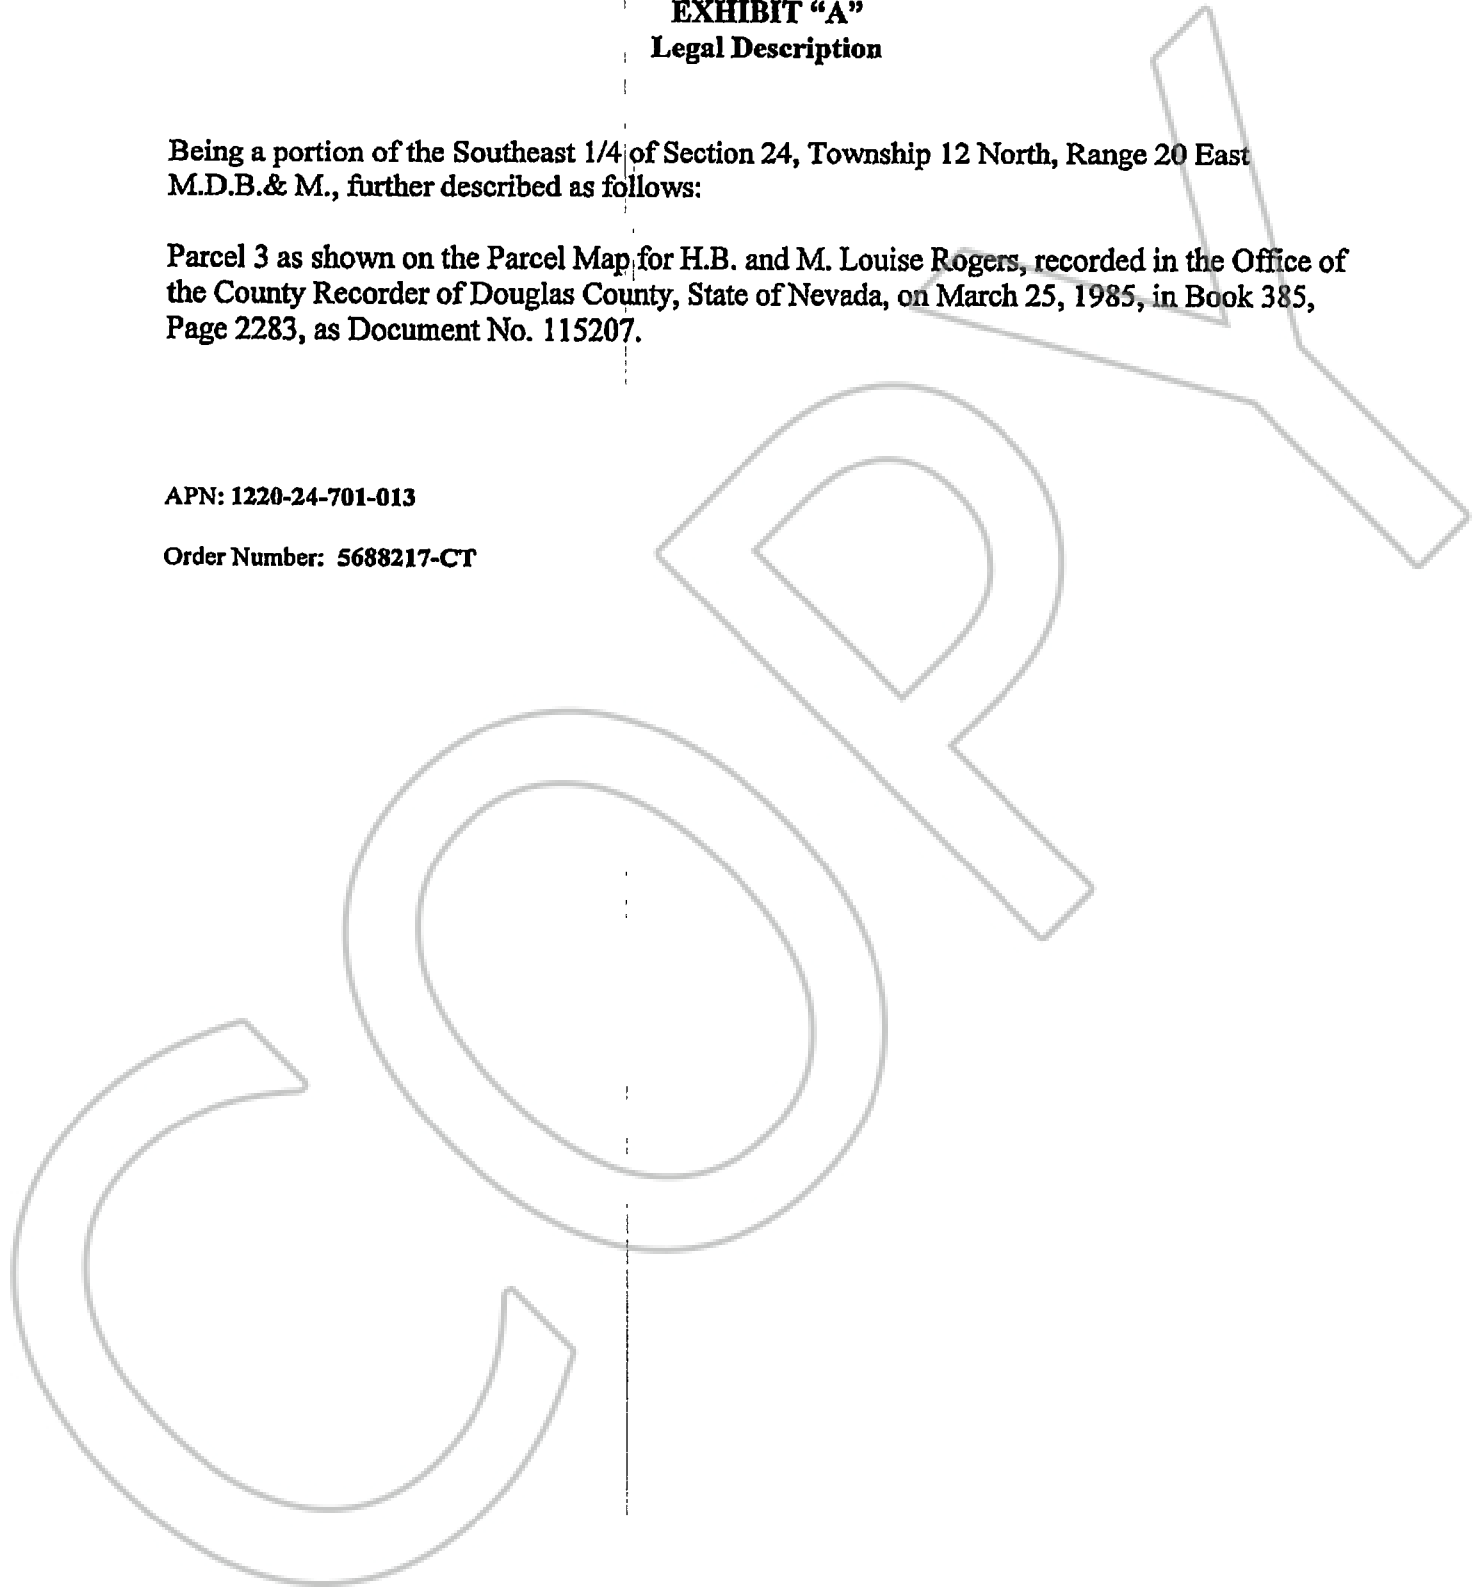 EXHIBIT “A”
Legal Description
Being a portion of the Southeast 1/4 of Section 24, Township 12 North, Range 20 East
M.D.B.& M., further described as follows:
Parcel 3 as shown on the Parcel Map for H.B. and M. Louise Rogers, recorded in the Office of
the County Recorder of Douglas County, State of Nevada, on March 25, 1985, in Book 385,
Page 2283, as Document No. 115207.
APN: 1220-24-701-013
Order Number: 5688217-CT
COPY